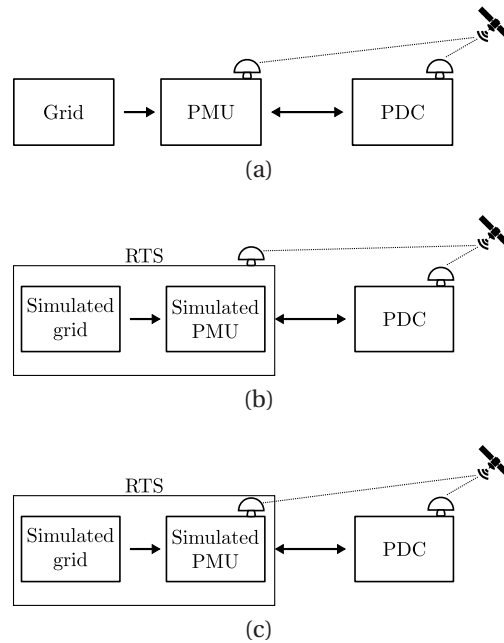 Grid
PMU
PDC
(a)
RTS
Simulated
grid
Simulated
PMU
PDC
(b)
RTS
Simulated
grid
Simulated
PMU
PDC
(c)